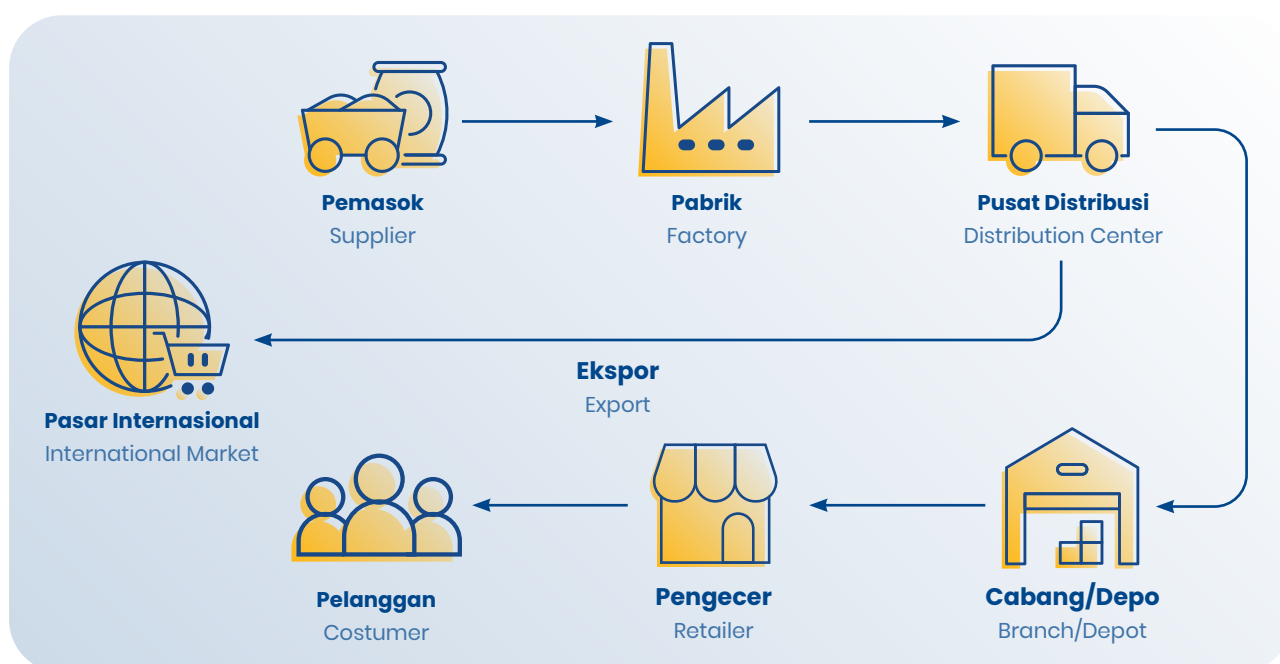 Pemasok
Supplier
Pabrik
Factory
Pusat Distribusi
Distribution Center
Ekspor
Export
Pasar Internasional
International Market
Pelanggan
Costumer
Pengecer
Retailer
Cabang/Depo
Branch/Depot